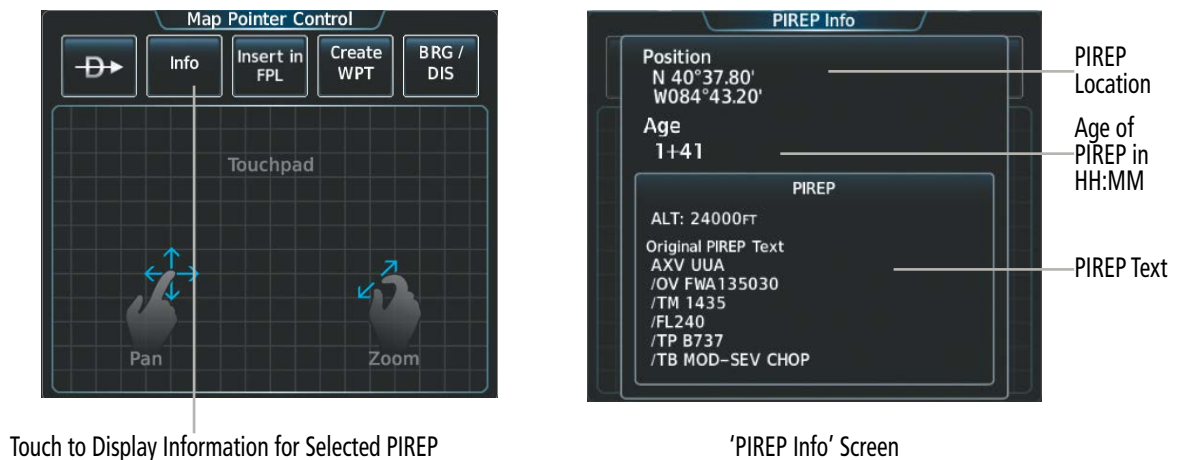 Map Pointer Control
Info
Insert in
FPL
Create
WPT
BRG /
DIS
Touchpad
Pan
Zoom
Touch to Display Information for Selected PIREP
PIREP Info
Position
N 40°37.80'
W084°43.20'
Age
1+41
PIREP
ALT: 24000FT
Original PIREP Text
AXV UUA
/OV FWA135030
/TM 1435
/FL240
/TP B737
/TB MOD–SEV CHOP
PIREP
Location
Age of
PIREP in
HH:MM
PIREP Text
'PIREP Info' Screen